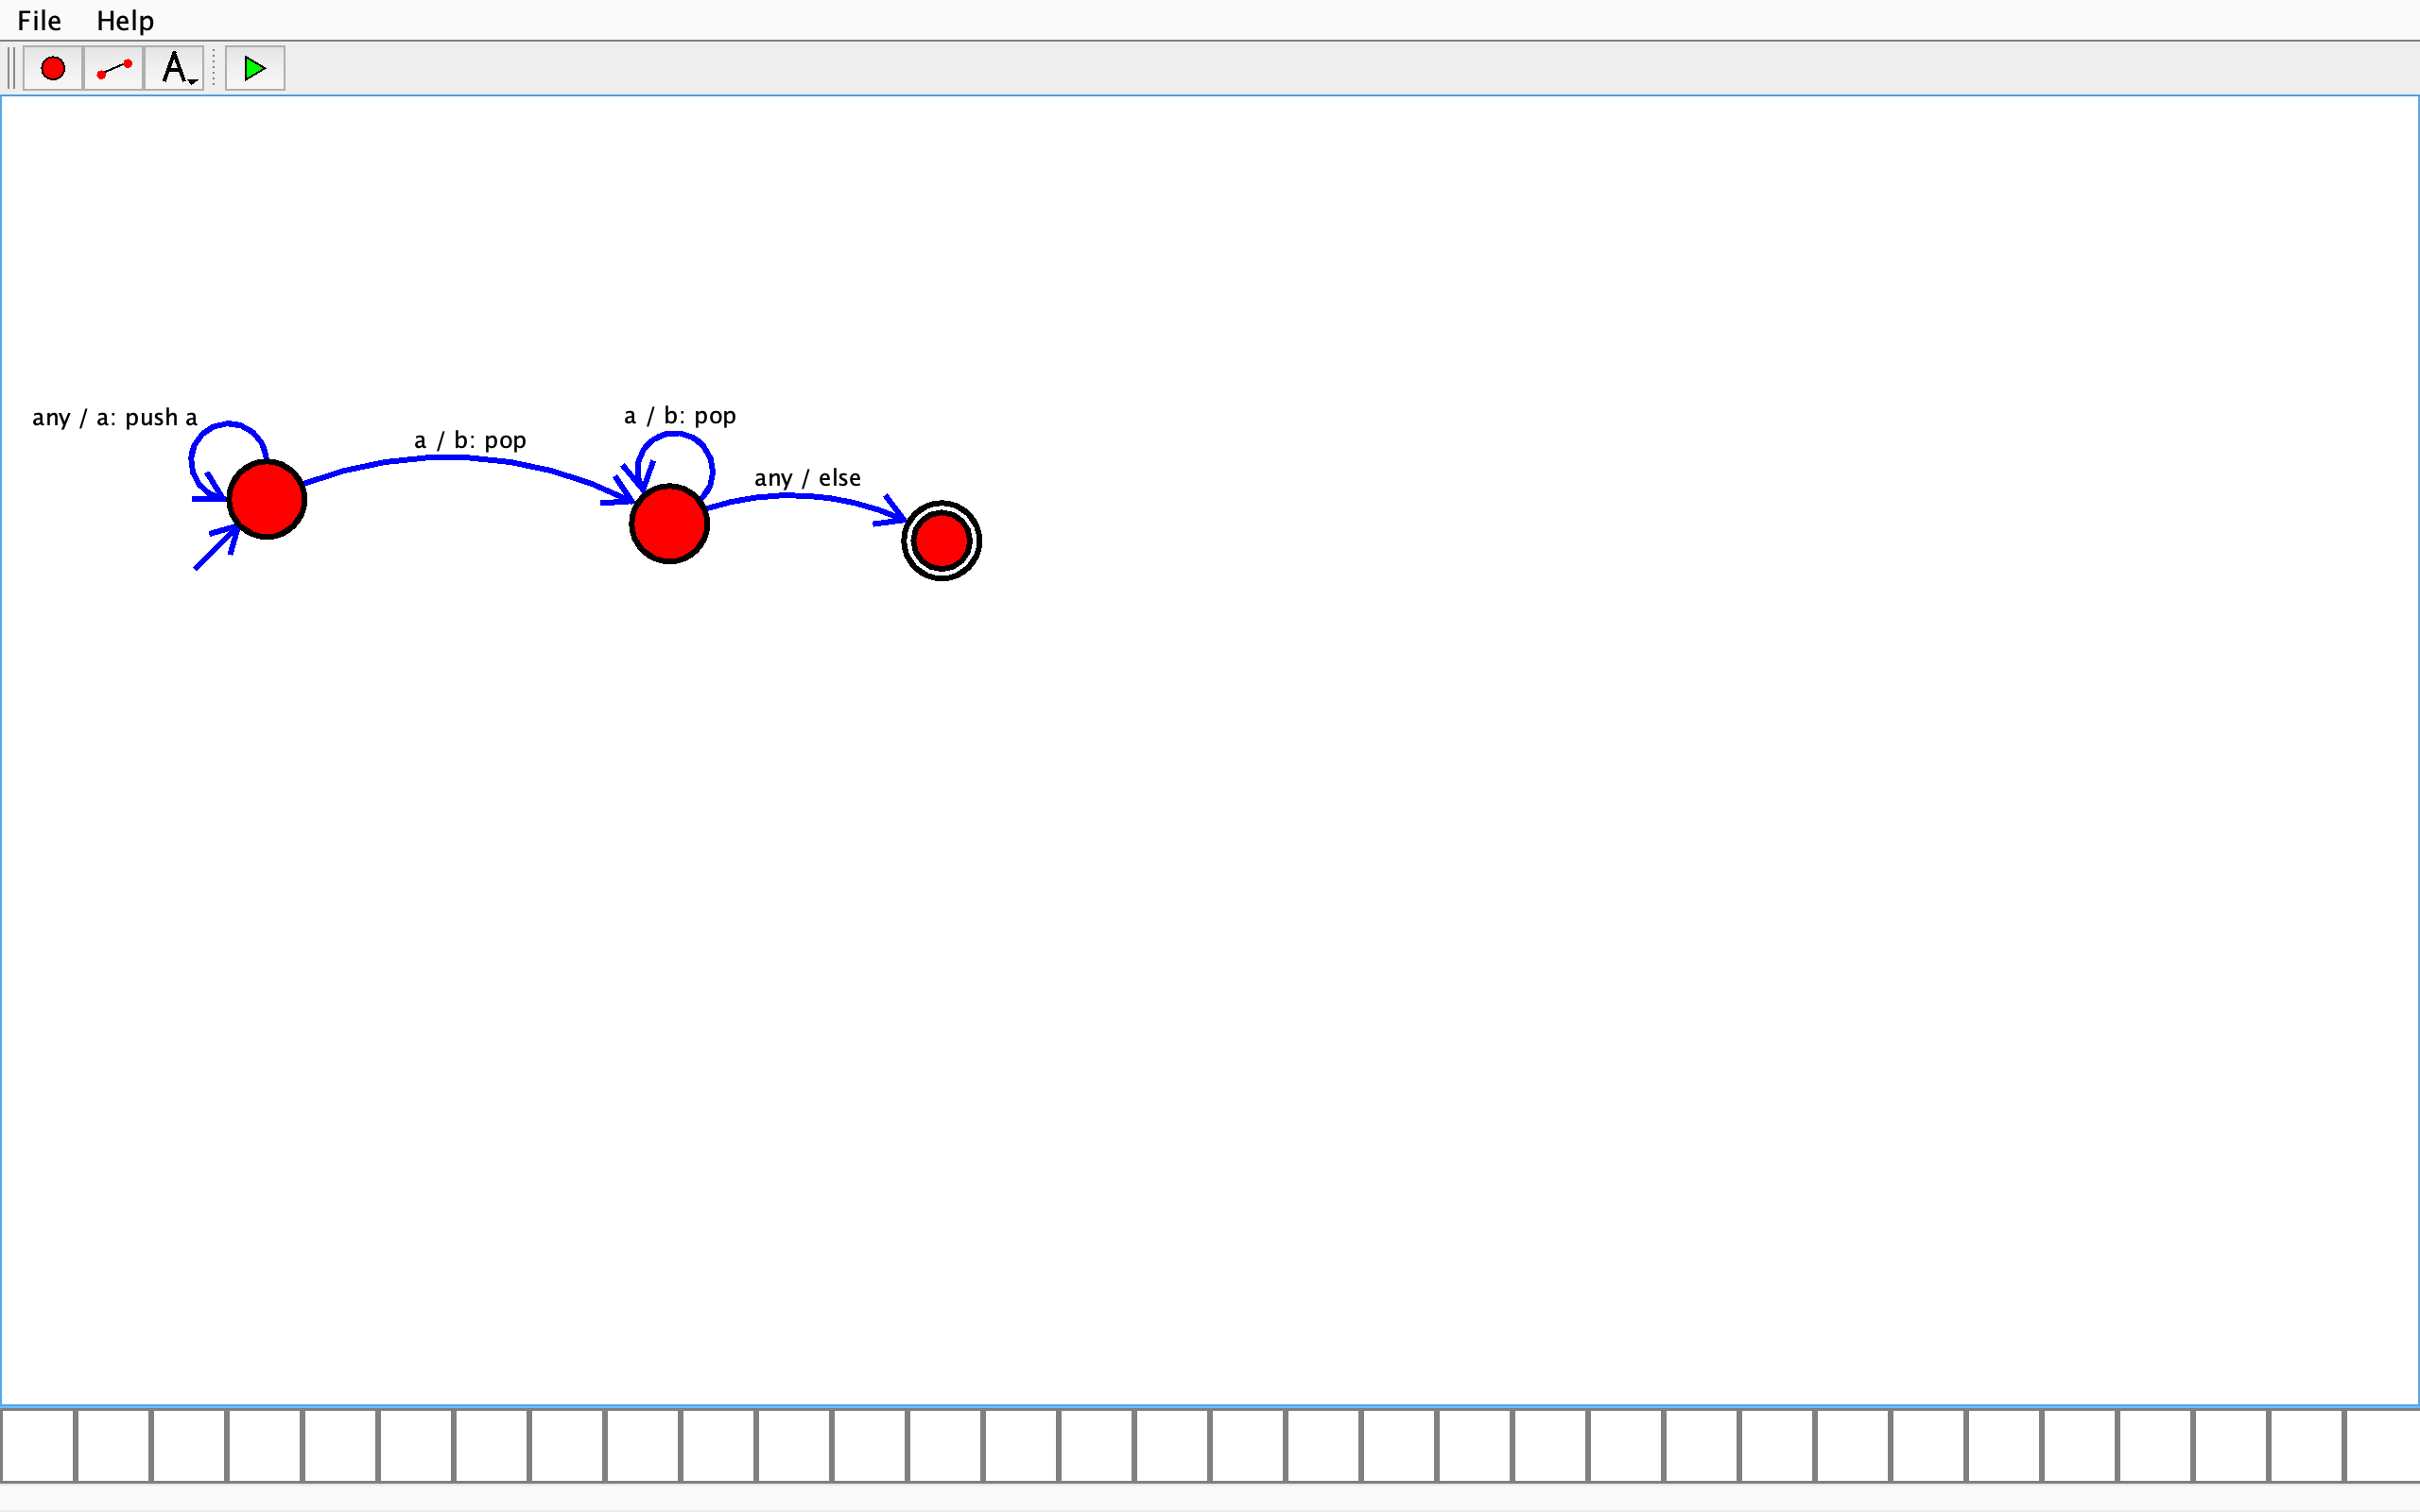 File Help
A
any / a: push a
a / b: pop
a / b: pop
any / else